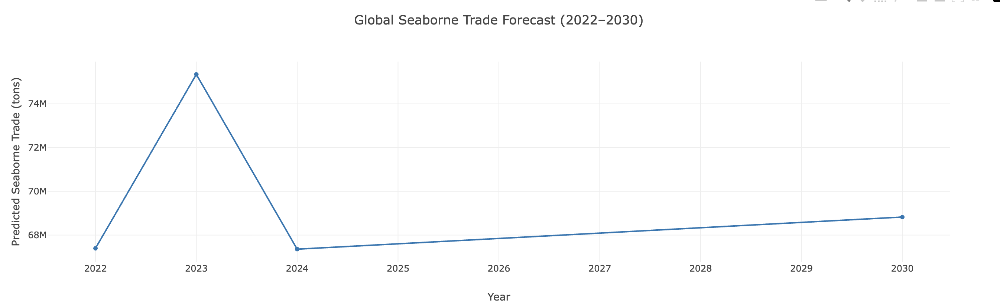 Global Seaborne Trade Forecast (2022–2030)
Predicted Seaborne Trade (tons)
74M
72M
70M
68M
2022 2023 2024 2025 2026 2027 2028 2029 2030
Year